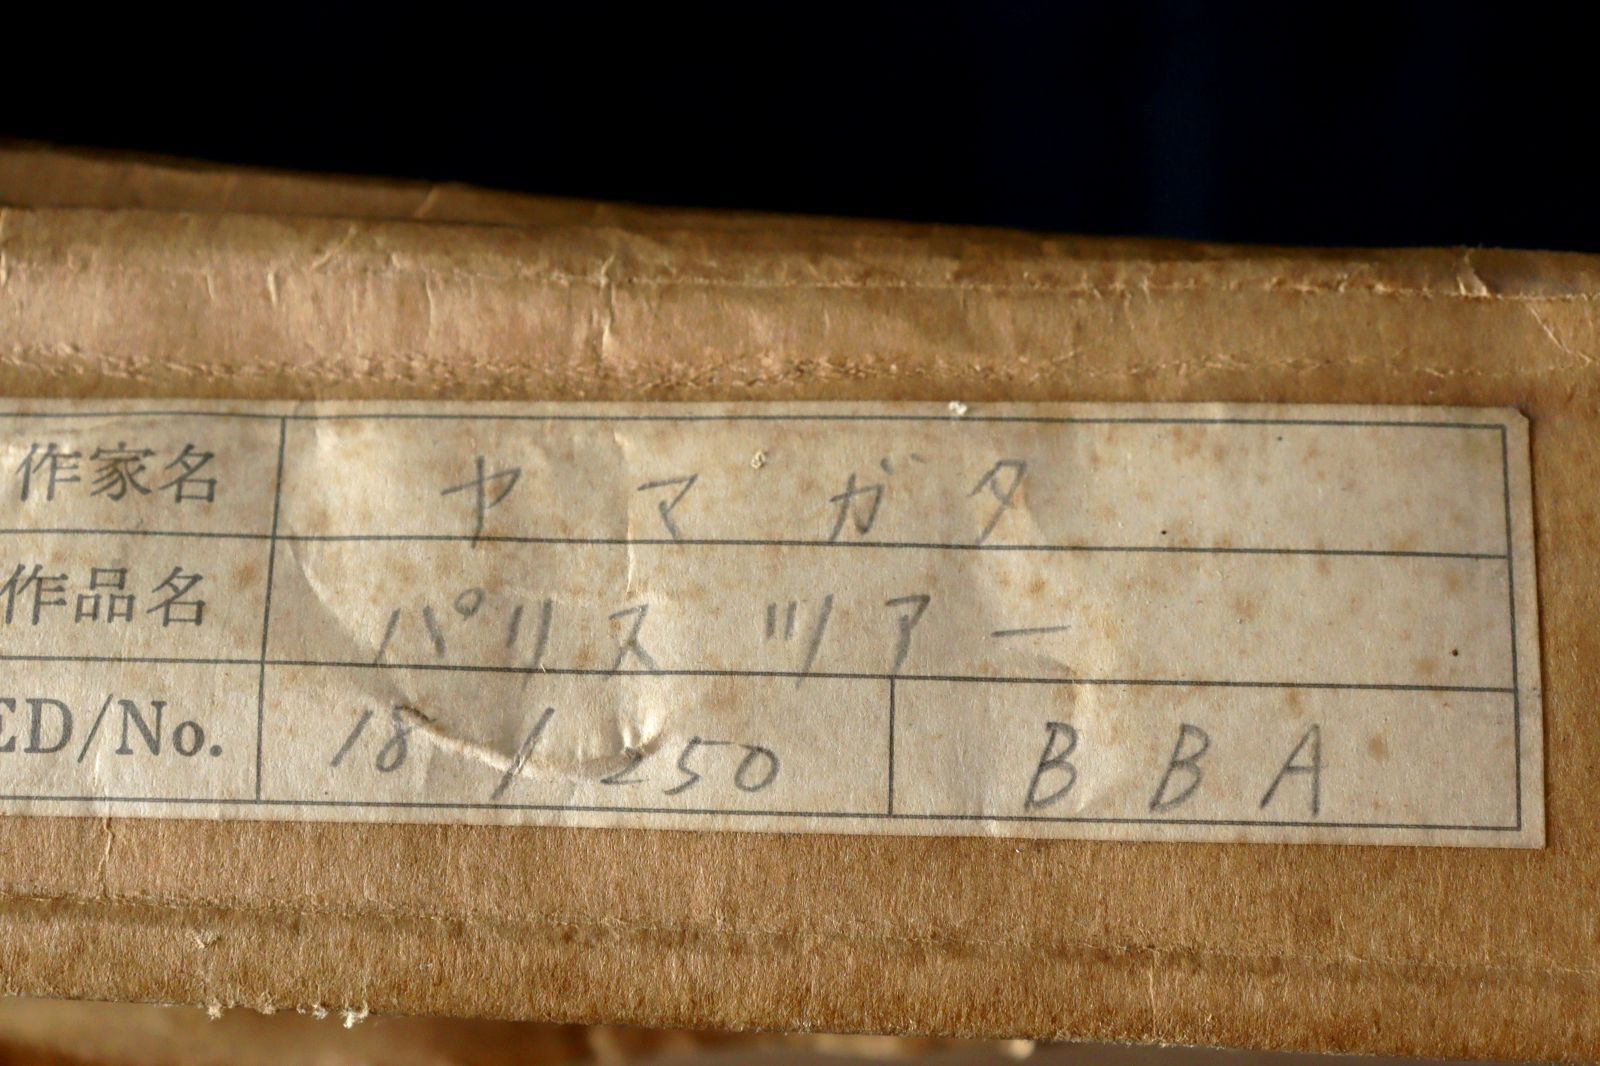 作家名 ヤマガタ
作品名 パリス ツアー
ED/No. 18/250 BBA